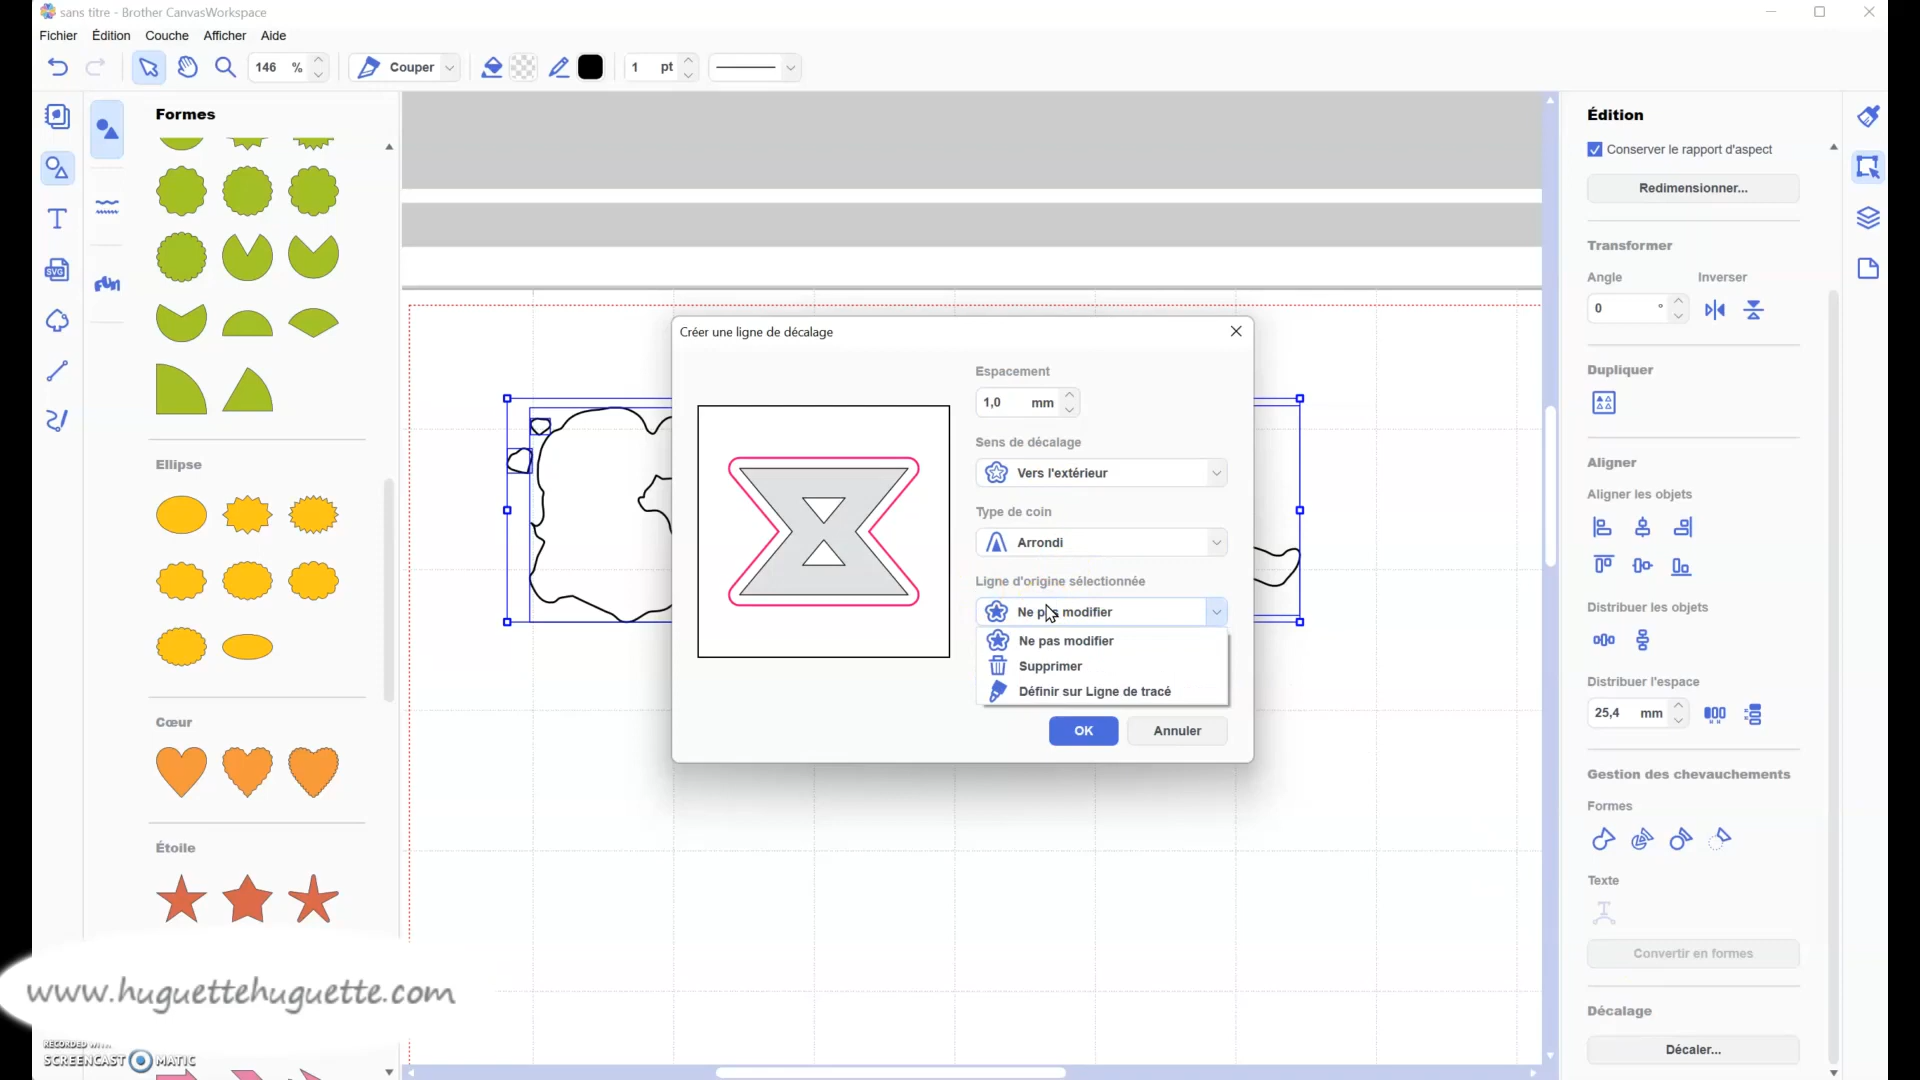 sans titre - Brother CanvasWorkspace
Fichier Édition Couche Afficher Aide
146 % Couper 1 pt
Formes
Ellipse
Cœur
Étoile
SVG
Créer une ligne de décalage
Espacement
1,0 mm
Sens de décalage
Vers l'extérieur
Type de coin
Arrondi
Ligne d'origine sélectionnée
Ne pas modifier
Ne pas modifier
Supprimer
Définir sur Ligne de tracé
OK Annuler
Édition
Conserver le rapport d'aspect
Redimensionner...
Transformer
Angle Inverser
0 °
Dupliquer
Aligner
Aligner les objets
Distribuer les objets
Distribuer l'espace
25,4 mm
Gestion des chevauchements
Formes
Texte
Convertir en formes
Décalage
Décaler...
www.huguettehuguette.com
RECORDED WITH
SCREENCAST MATIC